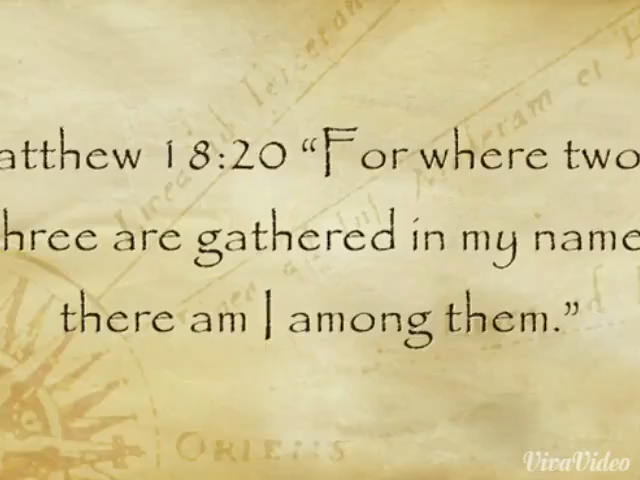 atthew 18:20 “For where two
hree are gathered in my name
there am I among them.”
ORIENS
VivaVideo